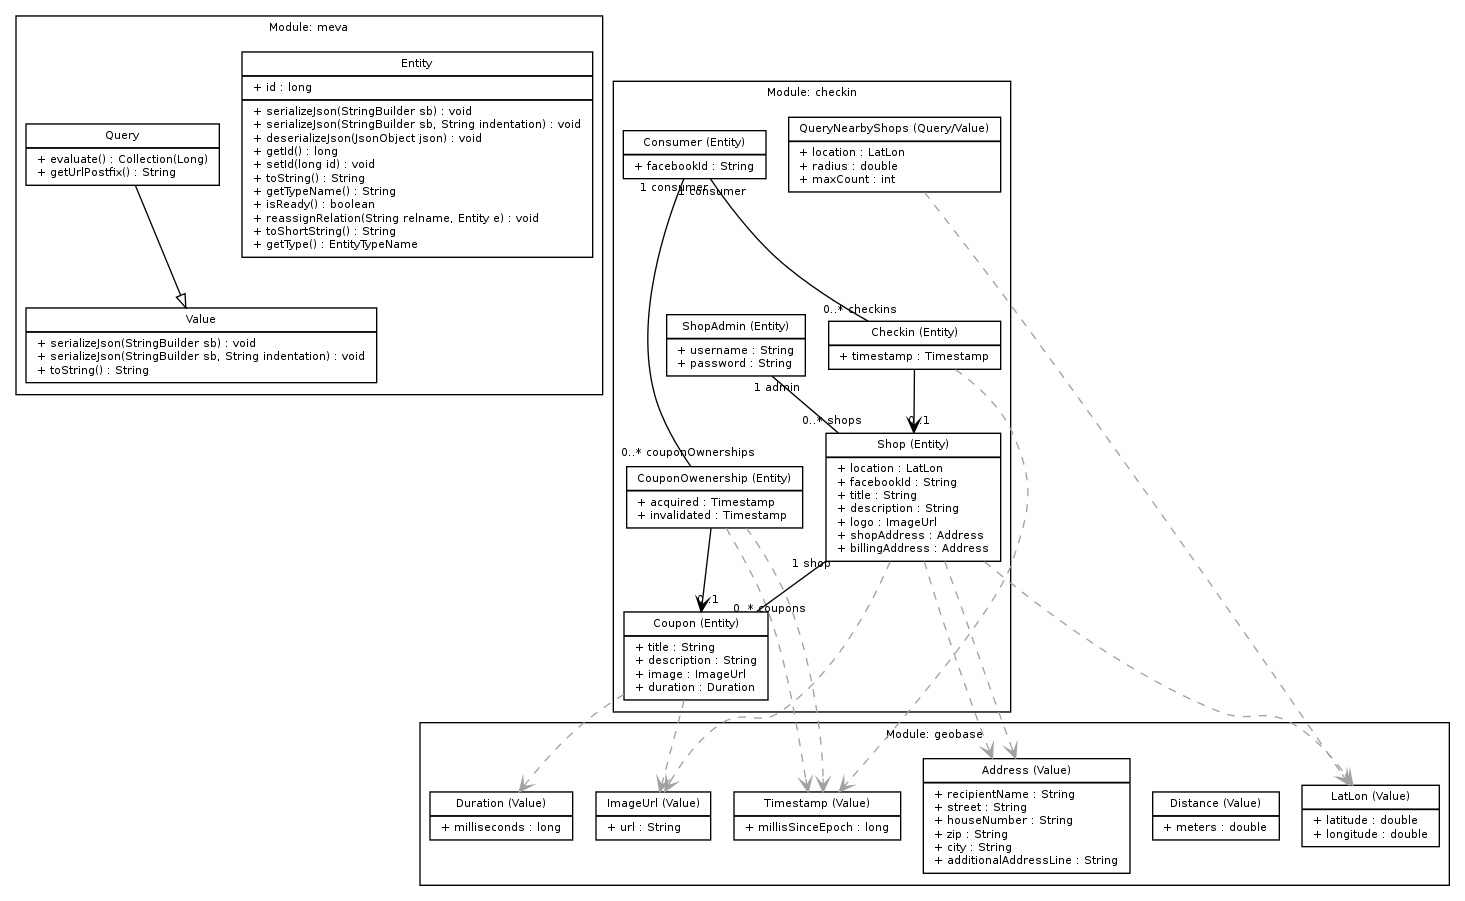 Module: meva
Entity
+ id : long
+ serializeJson(StringBuilder sb) : void
+ serializeJson(StringBuilder sb, String indentation) : void
+ deserializeJson(JsonObject json) : void
+ getId() : long
+ setId(long id) : void
+ toString() : String
+ getTypeName() : String
+ isReady() : boolean
+ reassignRelation(String relname, Entity e) : void
+ toShortString() : String
+ getType() : EntityTypeName
Query
+ evaluate() : Collection(Long)
+ getUrlPostfix() : String
Value
+ serializeJson(StringBuilder sb) : void
+ serializeJson(StringBuilder sb, String indentation) : void
+ toString() : String
Module: checkin
Consumer (Entity)
+ facebookId : String
QueryNearbyShops (Query/Value)
+ location : LatLon
+ radius : double
+ maxCount : int
1 consumer
1 consumer
0..* checkins
ShopAdmin (Entity)
+ username : String
+ password : String
Checkin (Entity)
+ timestamp : Timestamp
1 admin
0..* shops
0..1
Shop (Entity)
+ location : LatLon
+ facebookId : String
+ title : String
+ description : String
+ logo : ImageUrl
+ shopAddress : Address
+ billingAddress : Address
0..* couponOwnerships
CouponOwenership (Entity)
+ acquired : Timestamp
+ invalidated : Timestamp
1 shop
0..1
0..* coupons
Coupon (Entity)
+ title : String
+ description : String
+ image : ImageUrl
+ duration : Duration
Module: geobase
Duration (Value)
+ milliseconds : long
ImageUrl (Value)
+ url : String
Timestamp (Value)
+ millisSinceEpoch : long
Address (Value)
+ recipientName : String
+ street : String
+ houseNumber : String
+ zip : String
+ city : String
+ additionalAddressLine : String
Distance (Value)
+ meters : double
LatLon (Value)
+ latitude : double
+ longitude : double